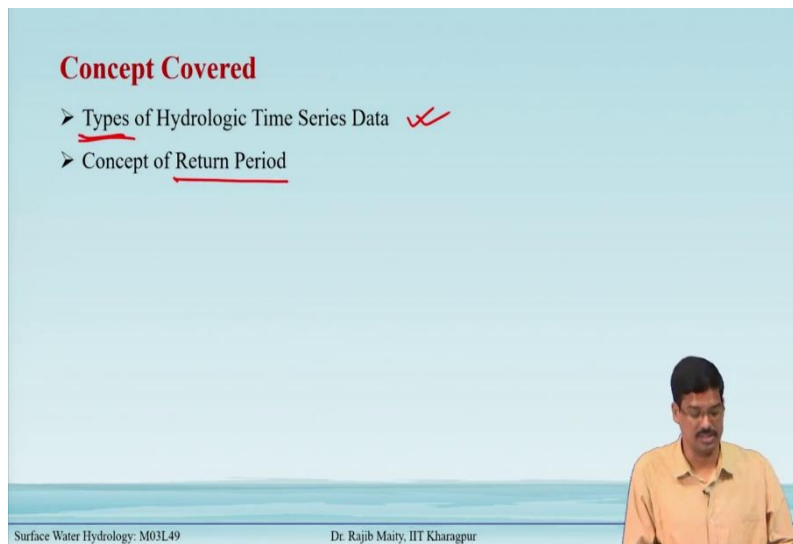 Concept Covered
➤ Types of Hydrologic Time Series Data
➤ Concept of Return Period
Surface Water Hydrology: M03L49 Dr. Rajib Maity, IIT Kharagpur